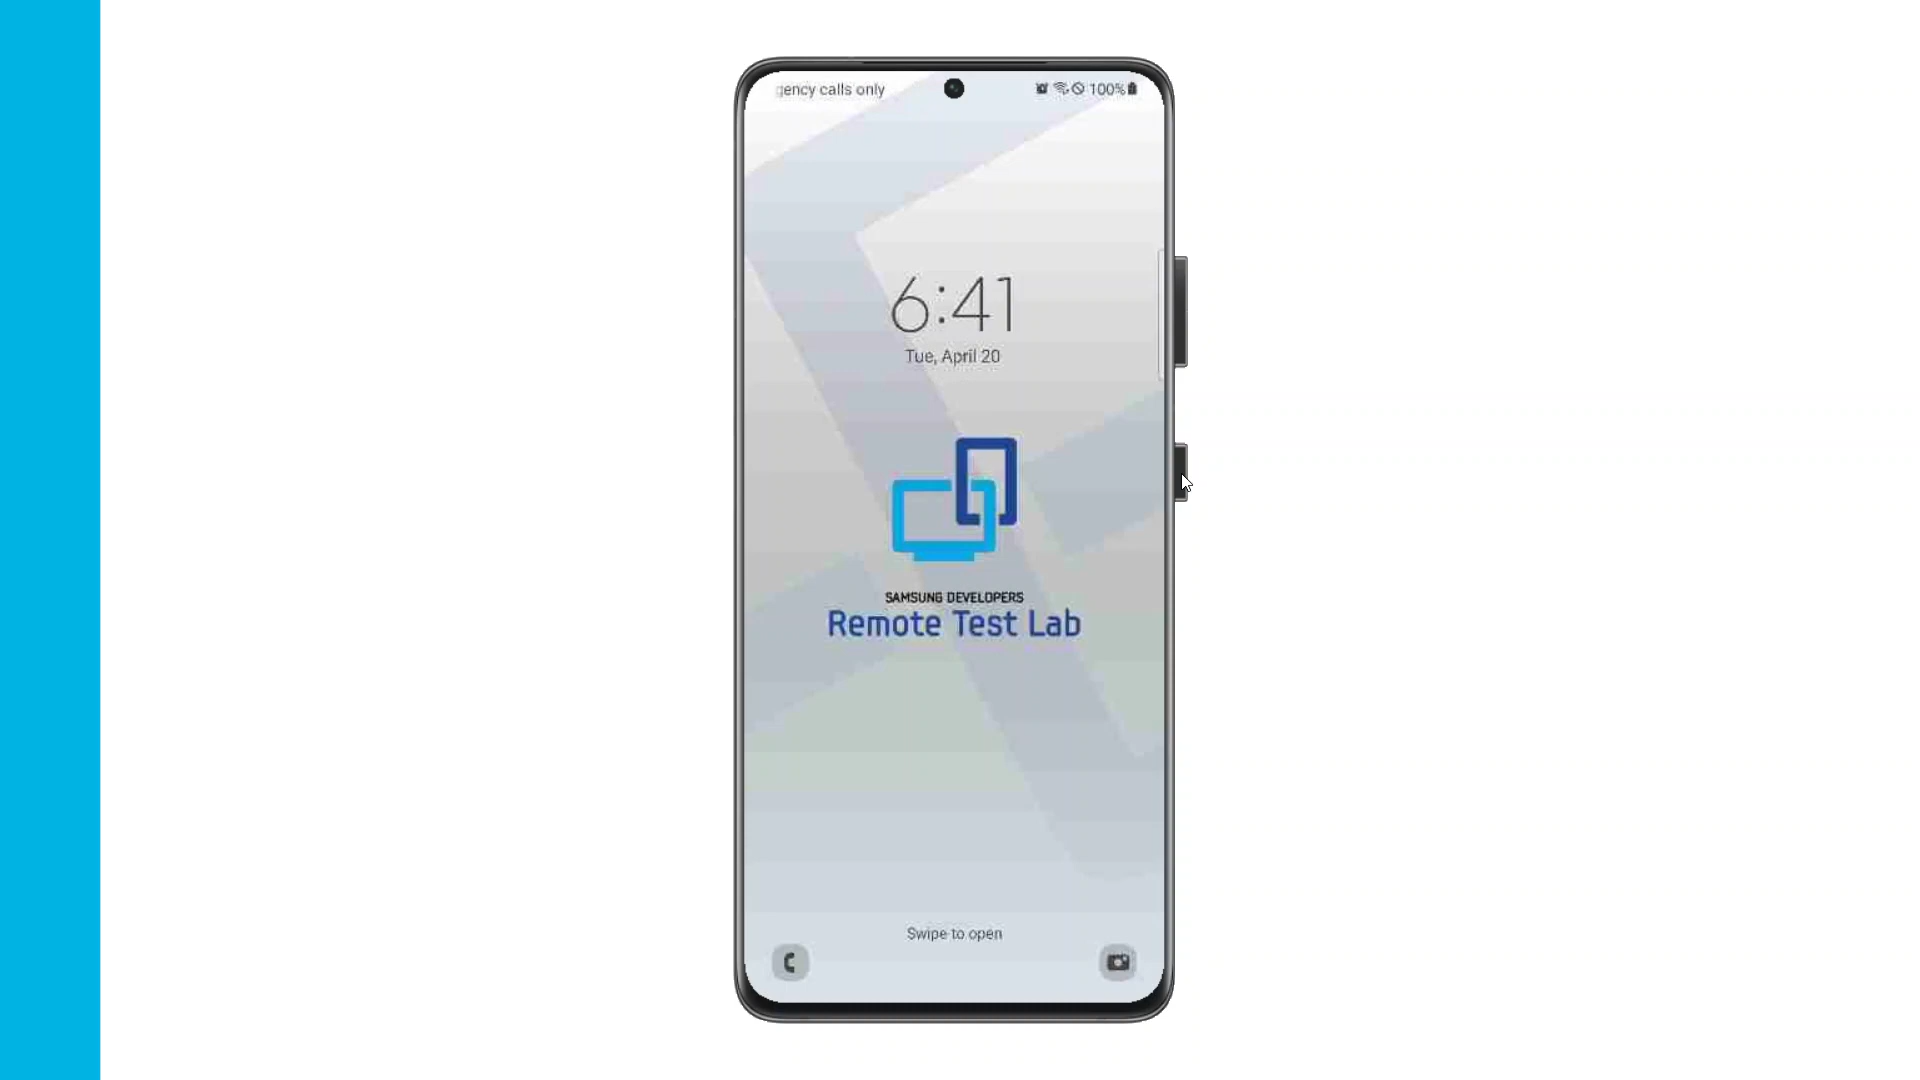 gency calls only
100%
6:41
Tue, April 20
SAMSUNG DEVELOPERS
Remote Test Lab
Swipe to open